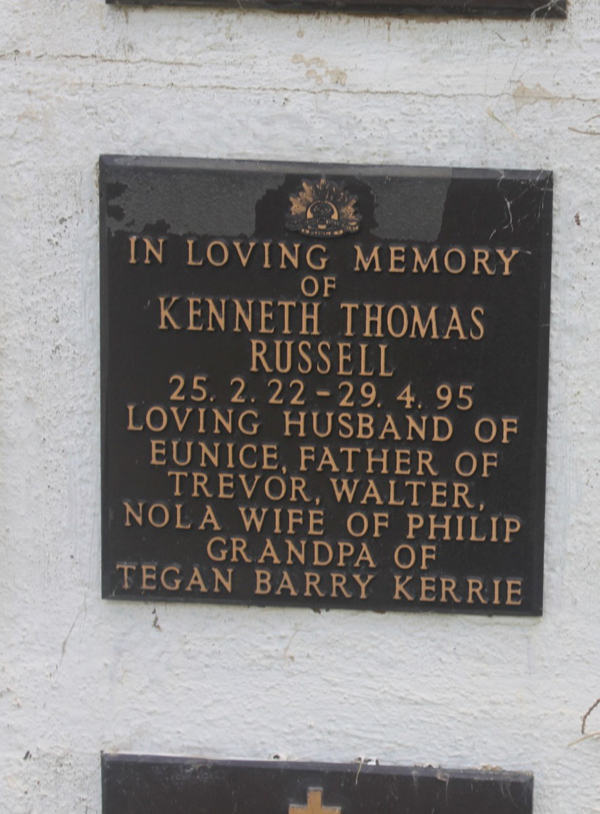 IN LOVING MEMORY
OF
KENNETH THOMAS
RUSSELL
25. 2. 22 - 29. 4. 95
LOVING HUSBAND OF
EUNICE, FATHER OF
TREVOR, WALTER,
NOLA WIFE OF PHILIP
GRANDPA OF
TEGAN BARRY KERRIE